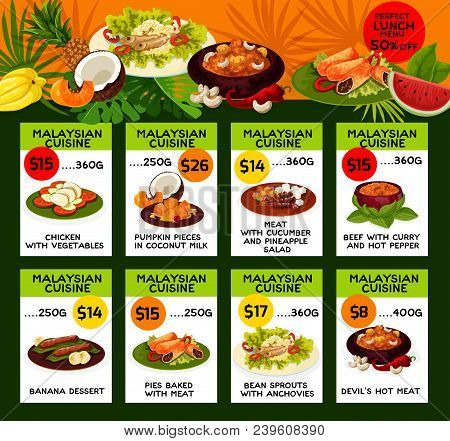 PERFECT
LUNCH
MENU
50% OFF
MALAYSIAN
CUISINE
$15 ....360G
CHICKEN
WITH VEGETABLES
MALAYSIAN
CUISINE
....250G $26
PUMPKIN PIECES
IN COCONUT MILK
MALAYSIAN
CUISINE
$14 ....360G
MEAT
WITH CUCUMBER
AND PINEAPPLE
SALAD
MALAYSIAN
CUISINE
$15 ....360G
BEEF WITH CURRY
AND HOT PEPPER
MALAYSIAN
CUISINE
....250G $14
BANANA DESSERT
MALAYSIAN
CUISINE
$15 ....250G
PIES BAKED
WITH MEAT
MALAYSIAN
CUISINE
$17 ....360G
BEAN SPROUTS
WITH ANCHOVIES
MALAYSIAN
CUISINE
$8 ....400G
DEVIL'S HOT MEAT